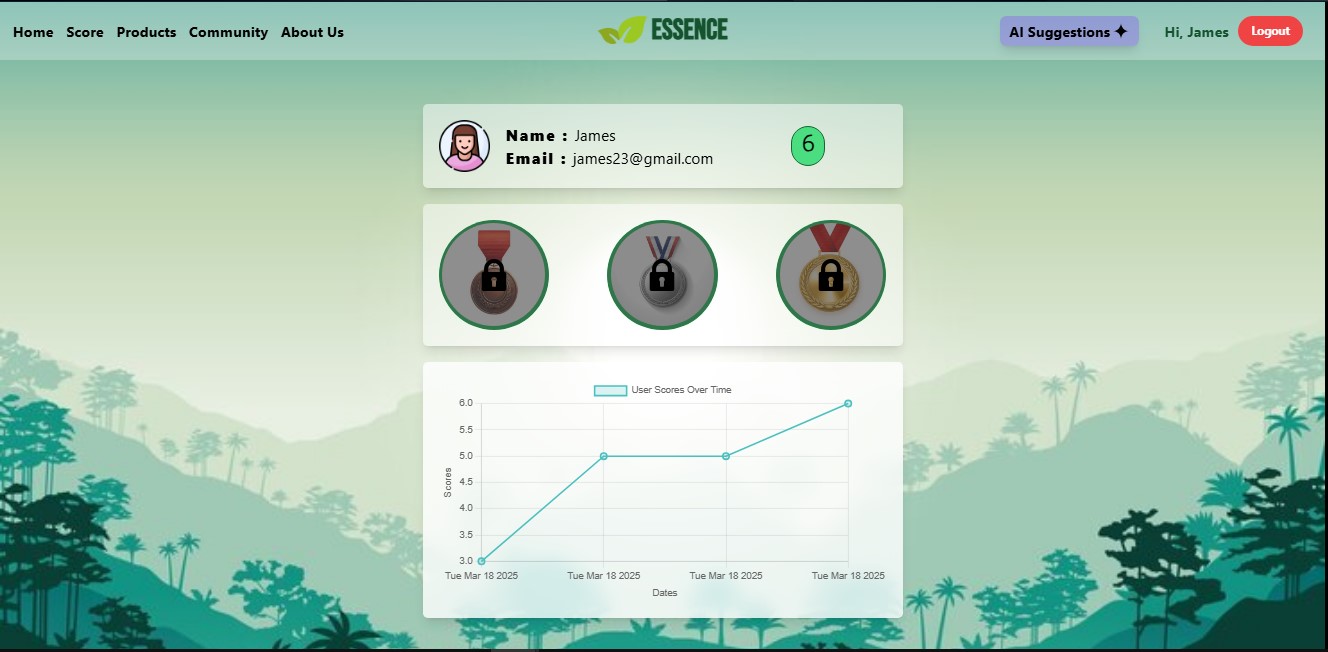 Home Score Products Community About Us ESSENCE AI Suggestions ✦ Hi, James Logout
Name : James
Email : james23@gmail.com
6
User Scores Over Time
6.0
5.5
5.0
4.5
4.0
3.5
3.0
Scores
Tue Mar 18 2025 Tue Mar 18 2025 Tue Mar 18 2025 Tue Mar 18 2025
Dates